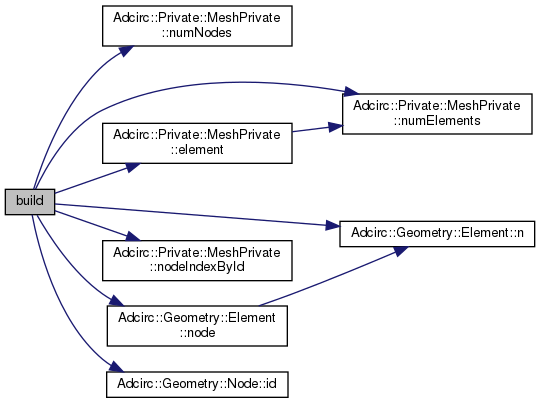 Adcirc::Private::MeshPrivate
::numNodes
Adcirc::Private::MeshPrivate
::numElements
Adcirc::Private::MeshPrivate
::element
build
Adcirc::Geometry::Element::n
Adcirc::Private::MeshPrivate
::nodeIndexById
Adcirc::Geometry::Element
::node
Adcirc::Geometry::Node::id